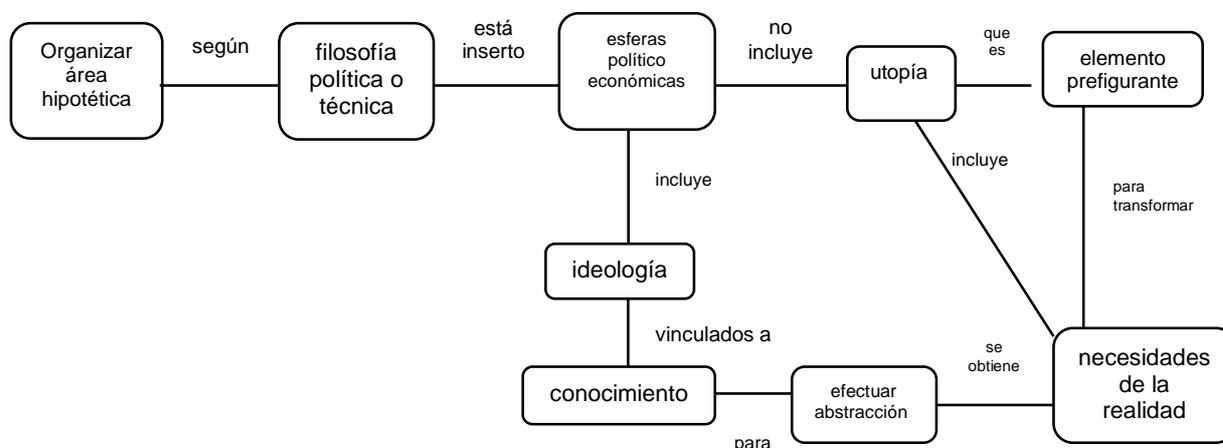 Organizar
área
hipotética
según
filosofía
política o
técnica
está
inserto
esferas
político
económicas
no
incluye
utopía
que
es
elemento
prefigurante
incluye
incluye
para
transformar
ideología
vinculados a
conocimiento
para
efectuar
abstracción
se
obtiene
necesidades
de la
realidad